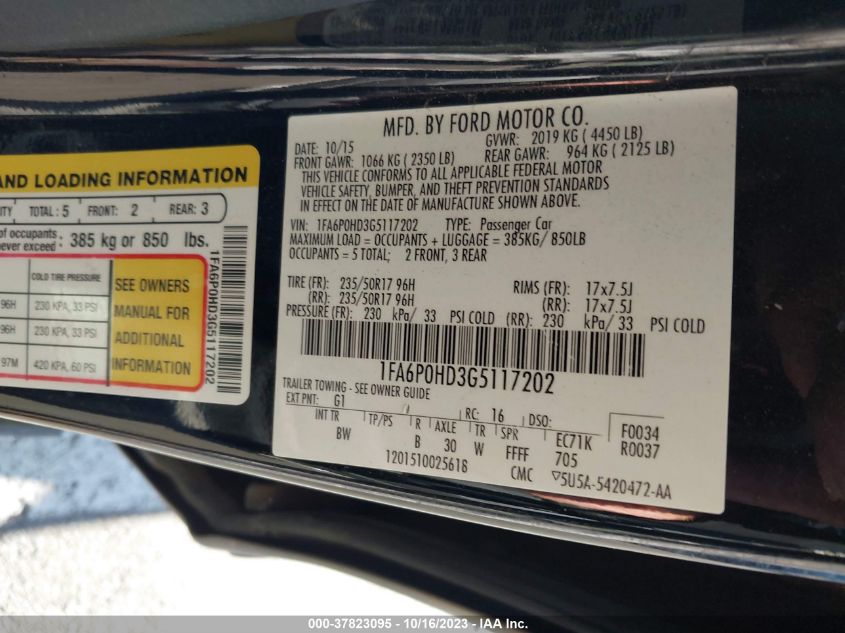 AND LOADING INFORMATION
TOTAL: 5 FRONT: 2 REAR: 3
of occupants
never exceed: 385 kg or 850 lbs.
COLD TIRE PRESSURE
96H 230 KPA, 33 PSI
96H 230 KPA, 33 PSI
97M 420 KPA, 60 PSI
SEE OWNERS
MANUAL FOR
ADDITIONAL
INFORMATION
1FA6P0HD3G5117202
MFD. BY FORD MOTOR CO.
DATE: 10/15 GVWR: 2019 KG ( 4450 LB)
FRONT GAWR: 1066 KG ( 2350 LB) REAR GAWR: 964 KG ( 2125 LB)
THIS VEHICLE CONFORMS TO ALL APPLICABLE FEDERAL MOTOR
VEHICLE SAFETY, BUMPER, AND THEFT PREVENTION STANDARDS
IN EFFECT ON THE DATE OF MANUFACTURE SHOWN ABOVE.
VIN: 1FA6P0HD3G5117202 TYPE: Passenger Car
MAXIMUM LOAD = OCCUPANTS + LUGGAGE = 385KG/ 850LB
OCCUPANTS = 5 TOTAL; 2 FRONT, 3 REAR
TIRE (FR): 235/50R17 96H RIMS (FR): 17x7.5J
(RR): 235/50R17 96H (RR): 17x7.5J
PRESSURE (FR): 230 kPa/ 33 PSI COLD (RR): 230 kPa/ 33 PSI COLD
1FA6P0HD3G5117202
TRAILER TOWING - SEE OWNER GUIDE
EXT PNT: G1 RC: 16 DSO: F0034
INT TR TP/PS R AXLE TR SPR EC71K R0037
BW B 30 W FFFF 705
1201510025618 CMC ▽5U5A-5420472-AA
000-37823095 - 10/16/2023 - IAA Inc.